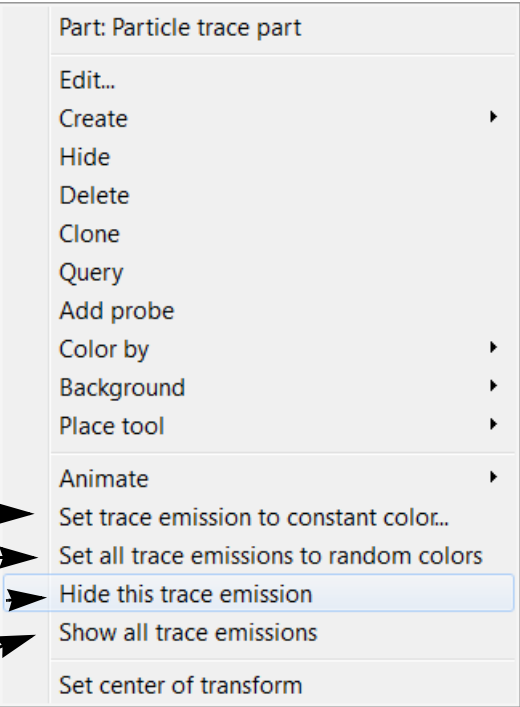 Part: Particle trace part
Edit...
Create
Hide
Delete
Clone
Query
Add probe
Color by
Background
Place tool
Animate
Set trace emission to constant color...
Set all trace emissions to random colors
Hide this trace emission
Show all trace emissions
Set center of transform